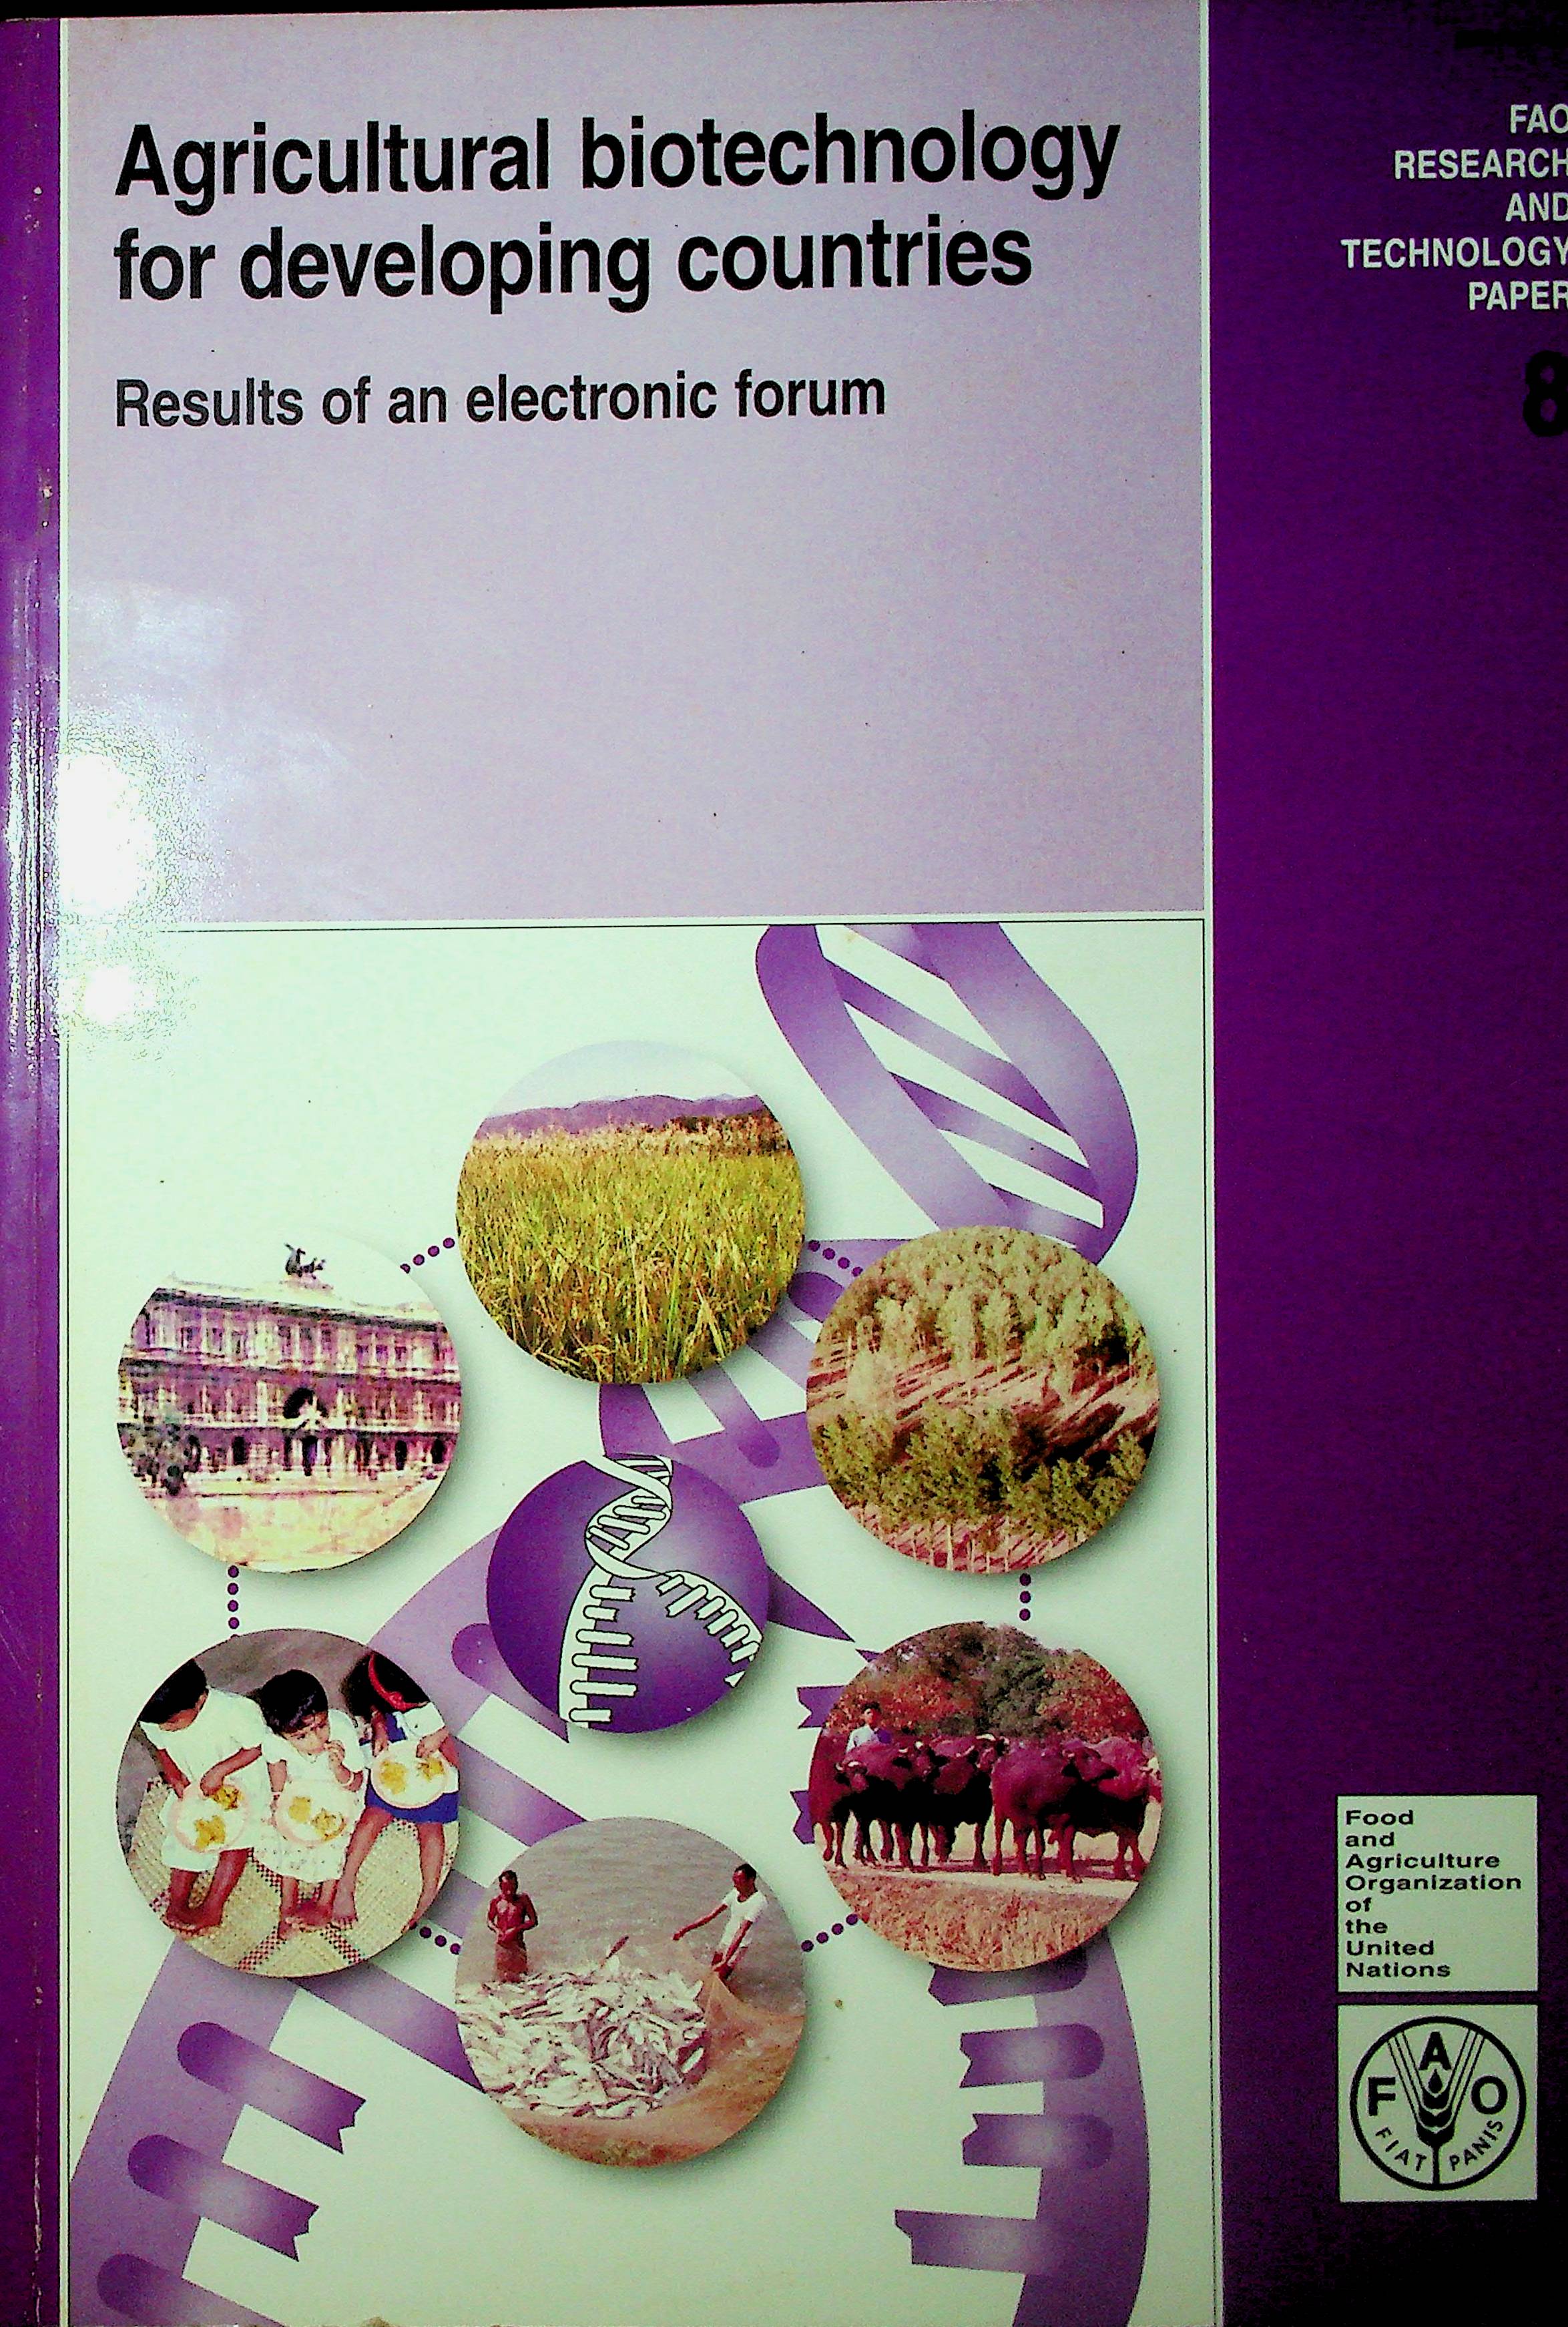 Agricultural biotechnology
for developing countries
Results of an electronic forum
FAO
RESEARCH
AND
TECHNOLOGY
PAPER
8
Food
and
Agriculture
Organization
of
the
United
Nations
F A O
FIAT PANIS